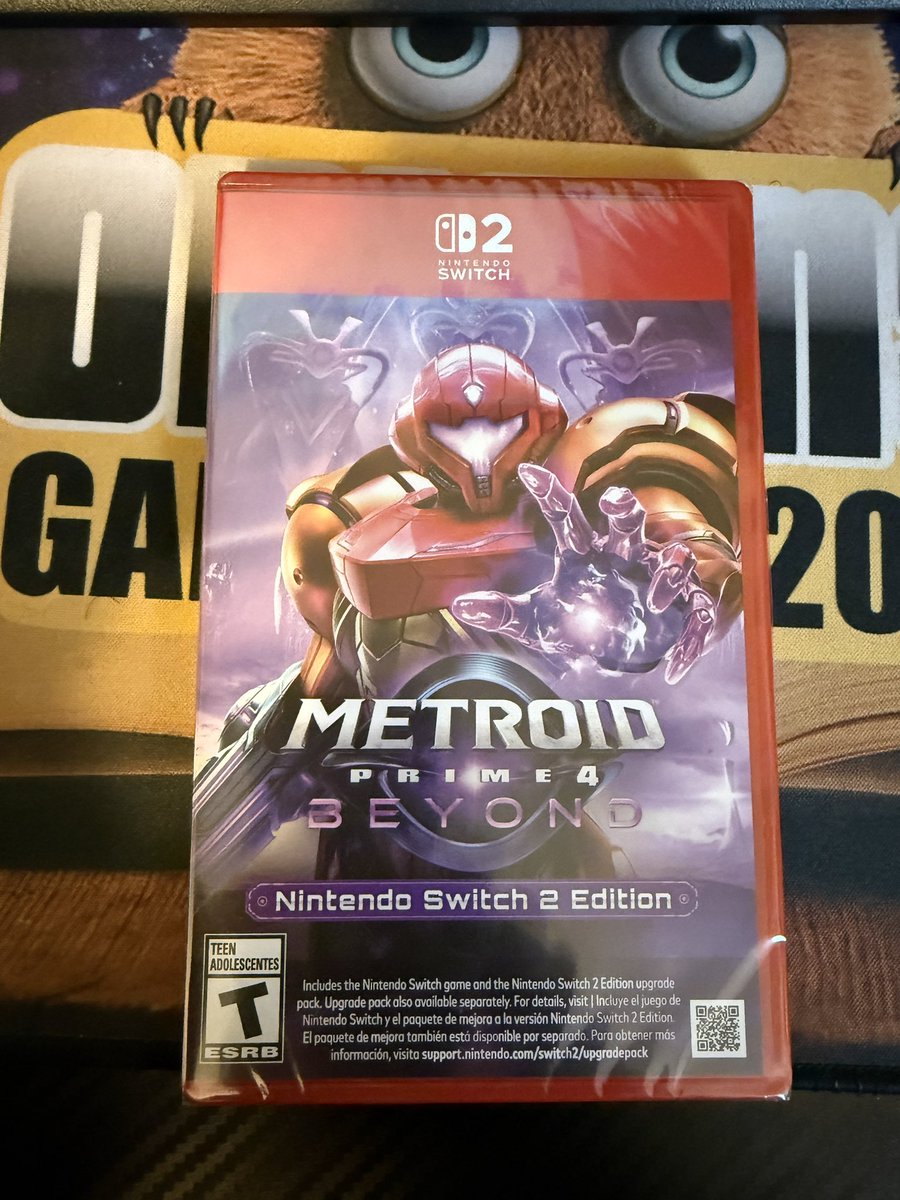 2
NINTENDO
SWITCH
GA
20
METROID
PRIME 4
BEYOND
Nintendo Switch 2 Edition
TEEN
ADOLESCENTES
T
ESRB
Includes the Nintendo Switch game and the Nintendo Switch 2 Edition upgrade
pack. Upgrade pack also available separately. For details, visit | Incluye el juego de
Nintendo Switch y el paquete de mejora a la versión Nintendo Switch 2 Edition.
El paquete de mejora también está disponible por separado. Para obtener más
información, visita support.nintendo.com/switch2/upgradepack